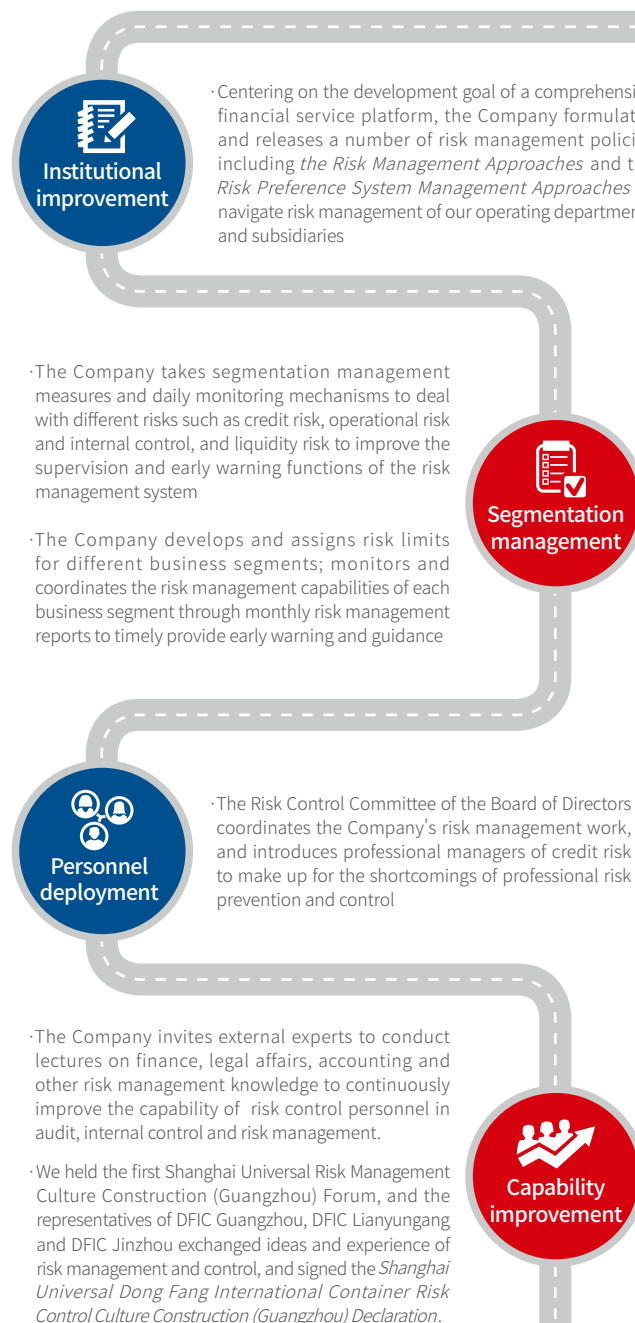 Institutional
improvement
·Centering on the development goal of a comprehensi
financial service platform, the Company formulat
and releases a number of risk management polici
including the Risk Management Approaches and t
Risk Preference System Management Approaches
navigate risk management of our operating departmen
and subsidiaries
·The Company takes segmentation management
measures and daily monitoring mechanisms to deal
with different risks such as credit risk, operational risk
and internal control, and liquidity risk to improve the
supervision and early warning functions of the risk
management system
·The Company develops and assigns risk limits
for different business segments; monitors and
coordinates the risk management capabilities of each
business segment through monthly risk management
reports to timely provide early warning and guidance
Segmentation
management
Personnel
deployment
·The Risk Control Committee of the Board of Directors
coordinates the Company's risk management work,
and introduces professional managers of credit risk
to make up for the shortcomings of professional risk
prevention and control
·The Company invites external experts to conduct
lectures on finance, legal affairs, accounting and
other risk management knowledge to continuously
improve the capability of risk control personnel in
audit, internal control and risk management.
·We held the first Shanghai Universal Risk Management
Culture Construction (Guangzhou) Forum, and the
representatives of DFIC Guangzhou, DFIC Lianyungang
and DFIC Jinzhou exchanged ideas and experience of
risk management and control, and signed the Shanghai
Universal Dong Fang International Container Risk
Control Culture Construction (Guangzhou) Declaration.
Capability
improvement